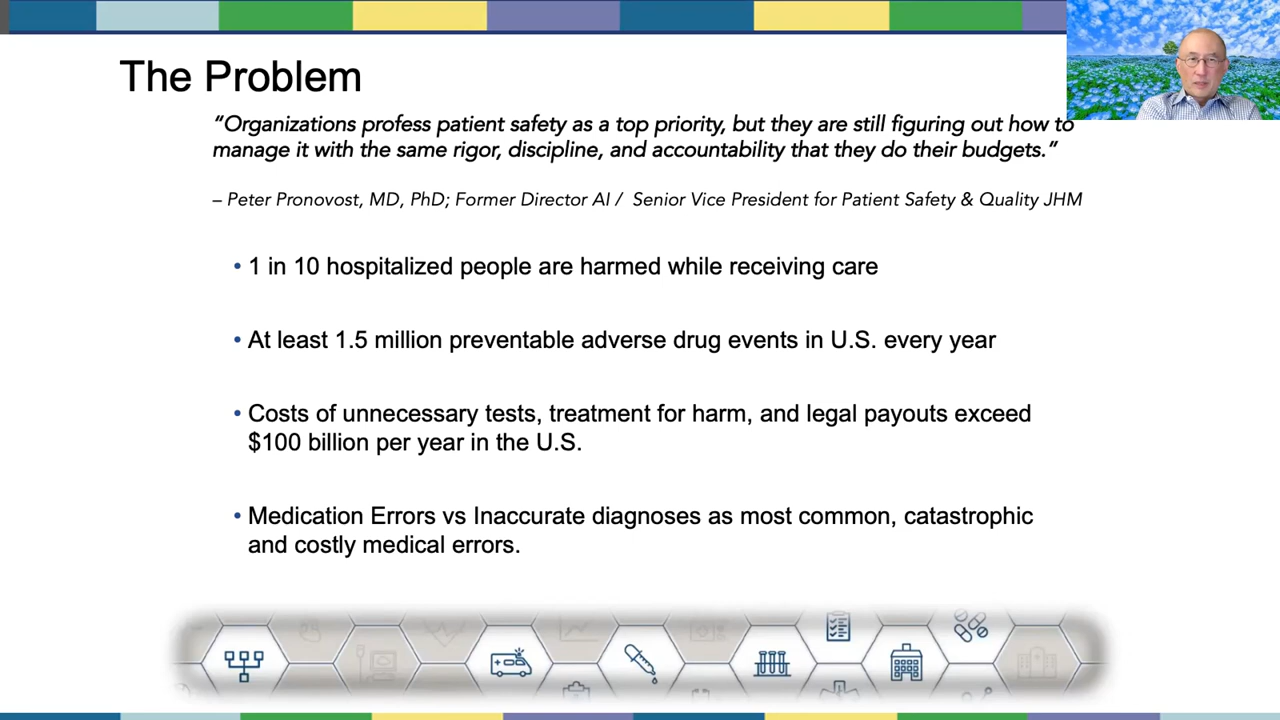 The Problem
“Organizations profess patient safety as a top priority, but they are still figuring out how to
manage it with the same rigor, discipline, and accountability that they do their budgets.”
– Peter Pronovost, MD, PhD; Former Director AI / Senior Vice President for Patient Safety & Quality JHM
• 1 in 10 hospitalized people are harmed while receiving care
• At least 1.5 million preventable adverse drug events in U.S. every year
• Costs of unnecessary tests, treatment for harm, and legal payouts exceed
$100 billion per year in the U.S.
• Medication Errors vs Inaccurate diagnoses as most common, catastrophic
and costly medical errors.